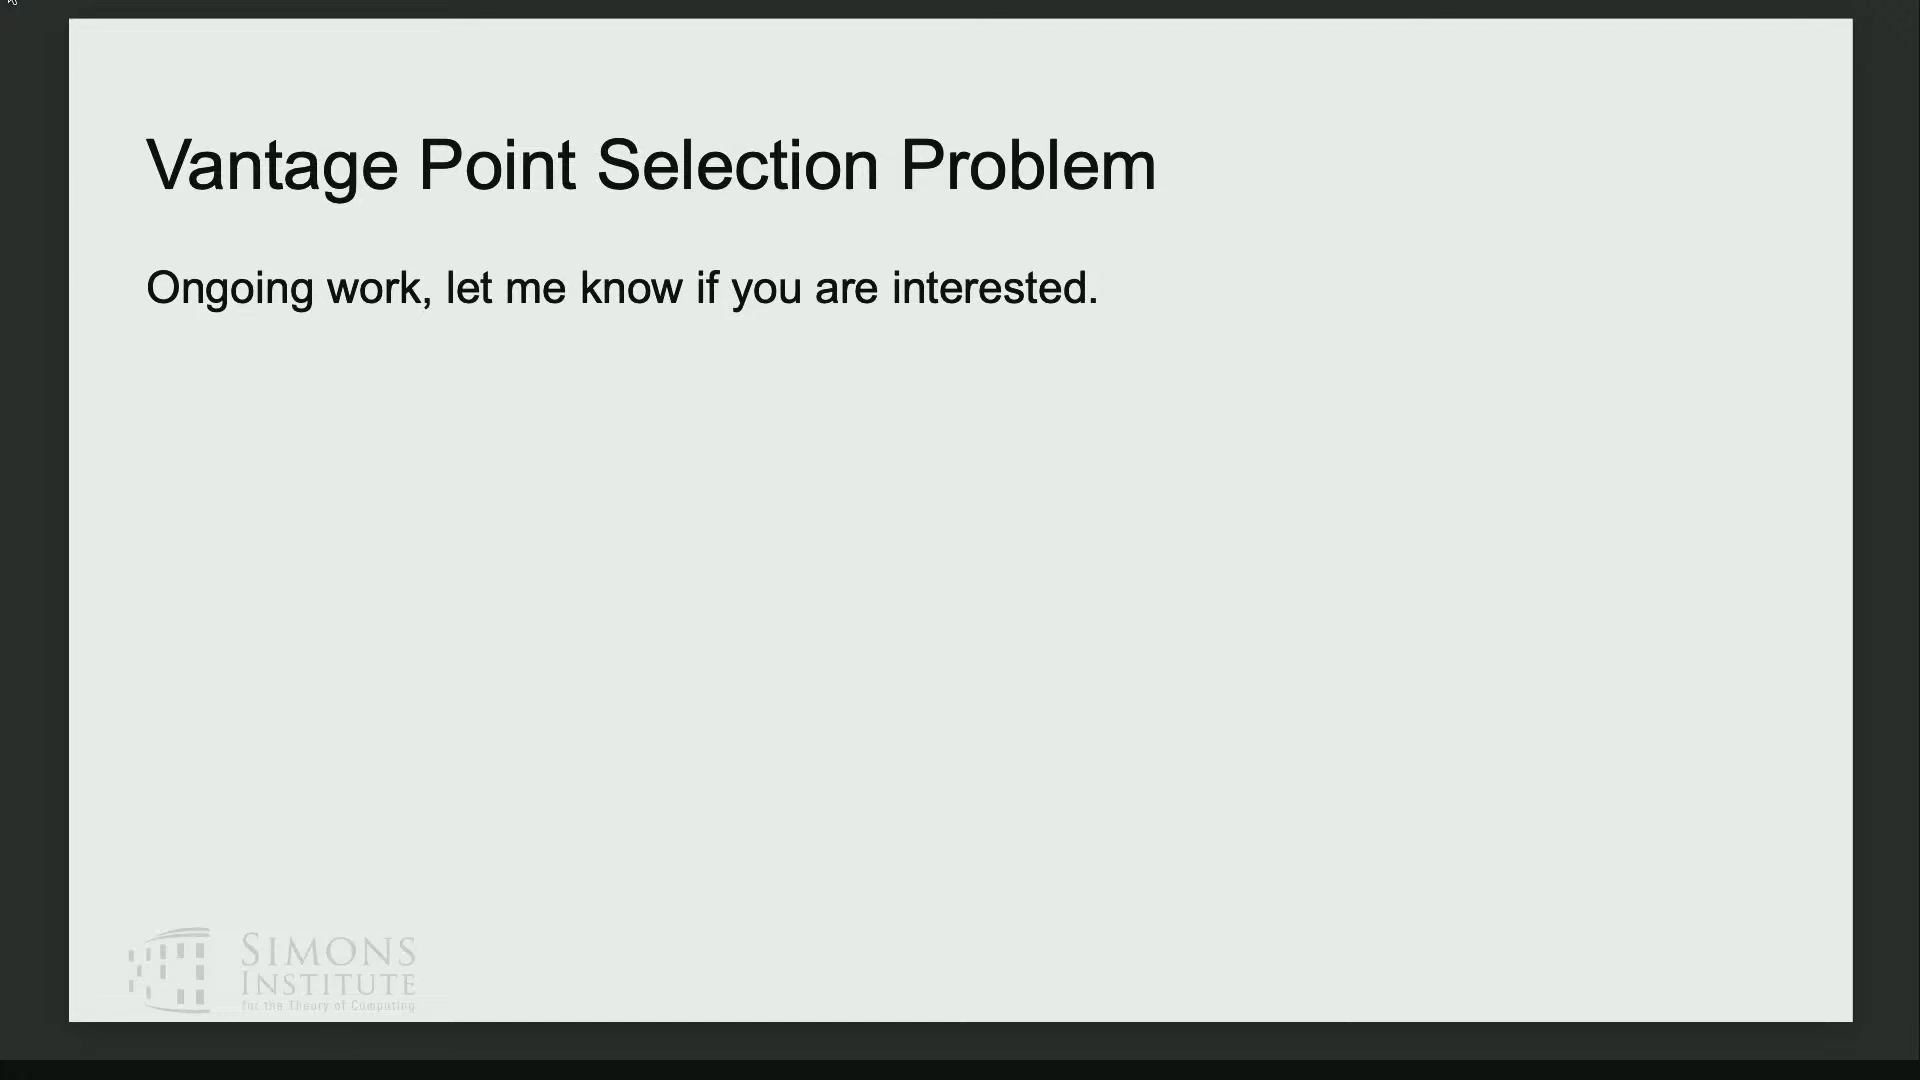 Vantage Point Selection Problem
Ongoing work, let me know if you are interested.
SIMONS
INSTITUTE
for the Theory of Computing